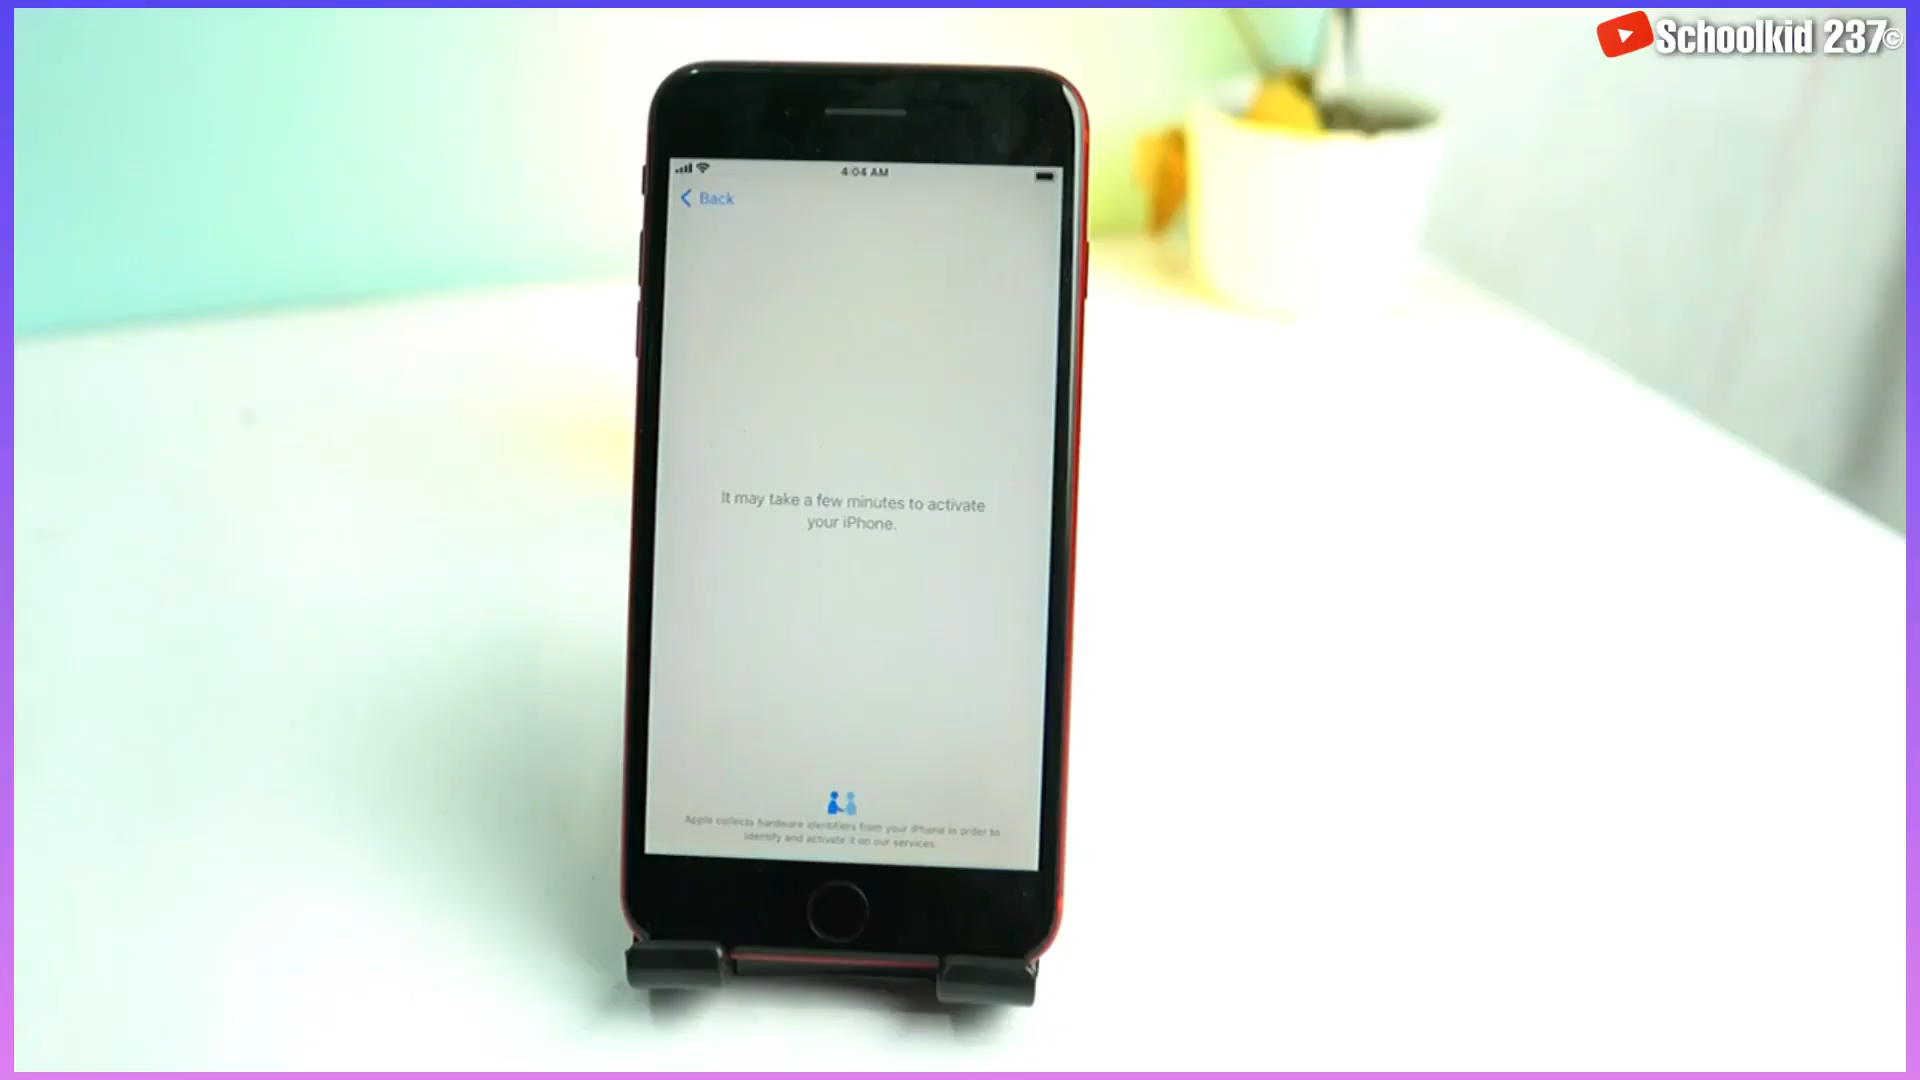 Schoolkid 237©
4:04 AM
Back
It may take a few minutes to activate
your iPhone.
Apple collects hardware identifiers from your iPhone in order to
identify and activate it on our services.